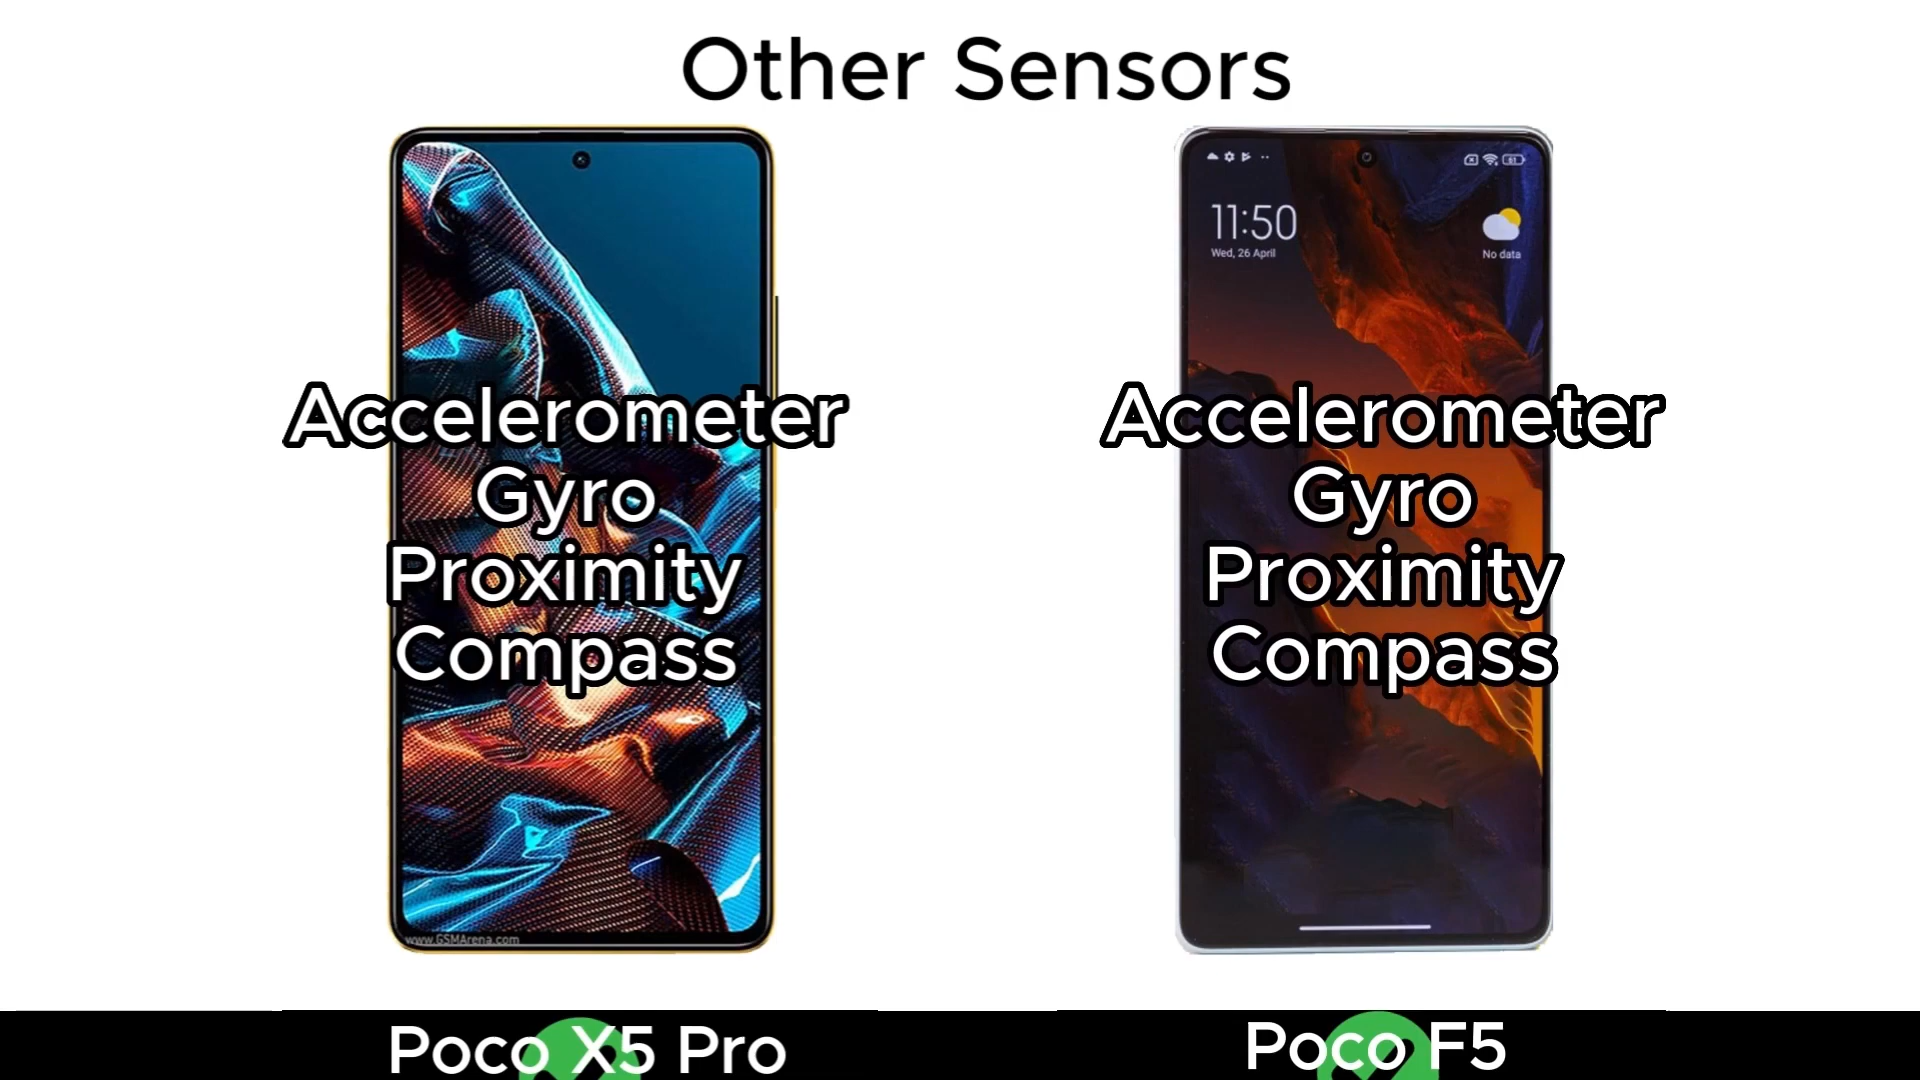 Other Sensors
11:50
Wed, 26 April
No data
61
Accelerometer
Gyro
Proximity
Compass
Accelerometer
Gyro
Proximity
Compass
www.GSMArena.com
Poco X5 Pro
Poco F5